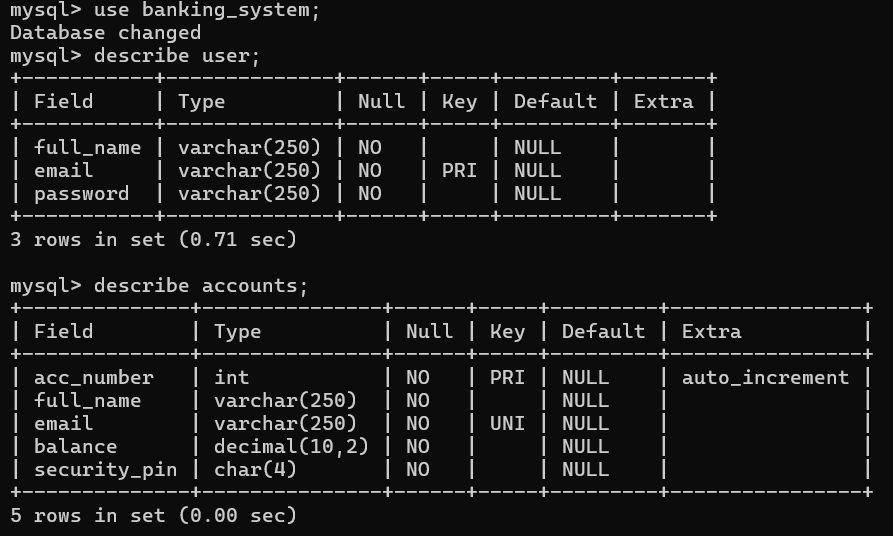 mysql> use banking_system;
Database changed
mysql> describe user;
+-----------+--------------+------+-----+---------+-------+
| Field     | Type         | Null | Key | Default | Extra |
+-----------+--------------+------+-----+---------+-------+
| full_name | varchar(250) | NO   |     | NULL    |       |
| email     | varchar(250) | NO   | PRI | NULL    |       |
| password  | varchar(250) | NO   |     | NULL    |       |
+-----------+--------------+------+-----+---------+-------+
3 rows in set (0.71 sec)

mysql> describe accounts;
+--------------+---------------+------+-----+---------+----------------+
| Field        | Type          | Null | Key | Default | Extra          |
+--------------+---------------+------+-----+---------+----------------+
| acc_number   | int           | NO   | PRI | NULL    | auto_increment |
| full_name    | varchar(250)  | NO   |     | NULL    |                |
| email        | varchar(250)  | NO   | UNI | NULL    |                |
| balance      | decimal(10,2) | NO   |     | NULL    |                |
| security_pin | char(4)       | NO   |     | NULL    |                |
+--------------+---------------+------+-----+---------+----------------+
5 rows in set (0.00 sec)